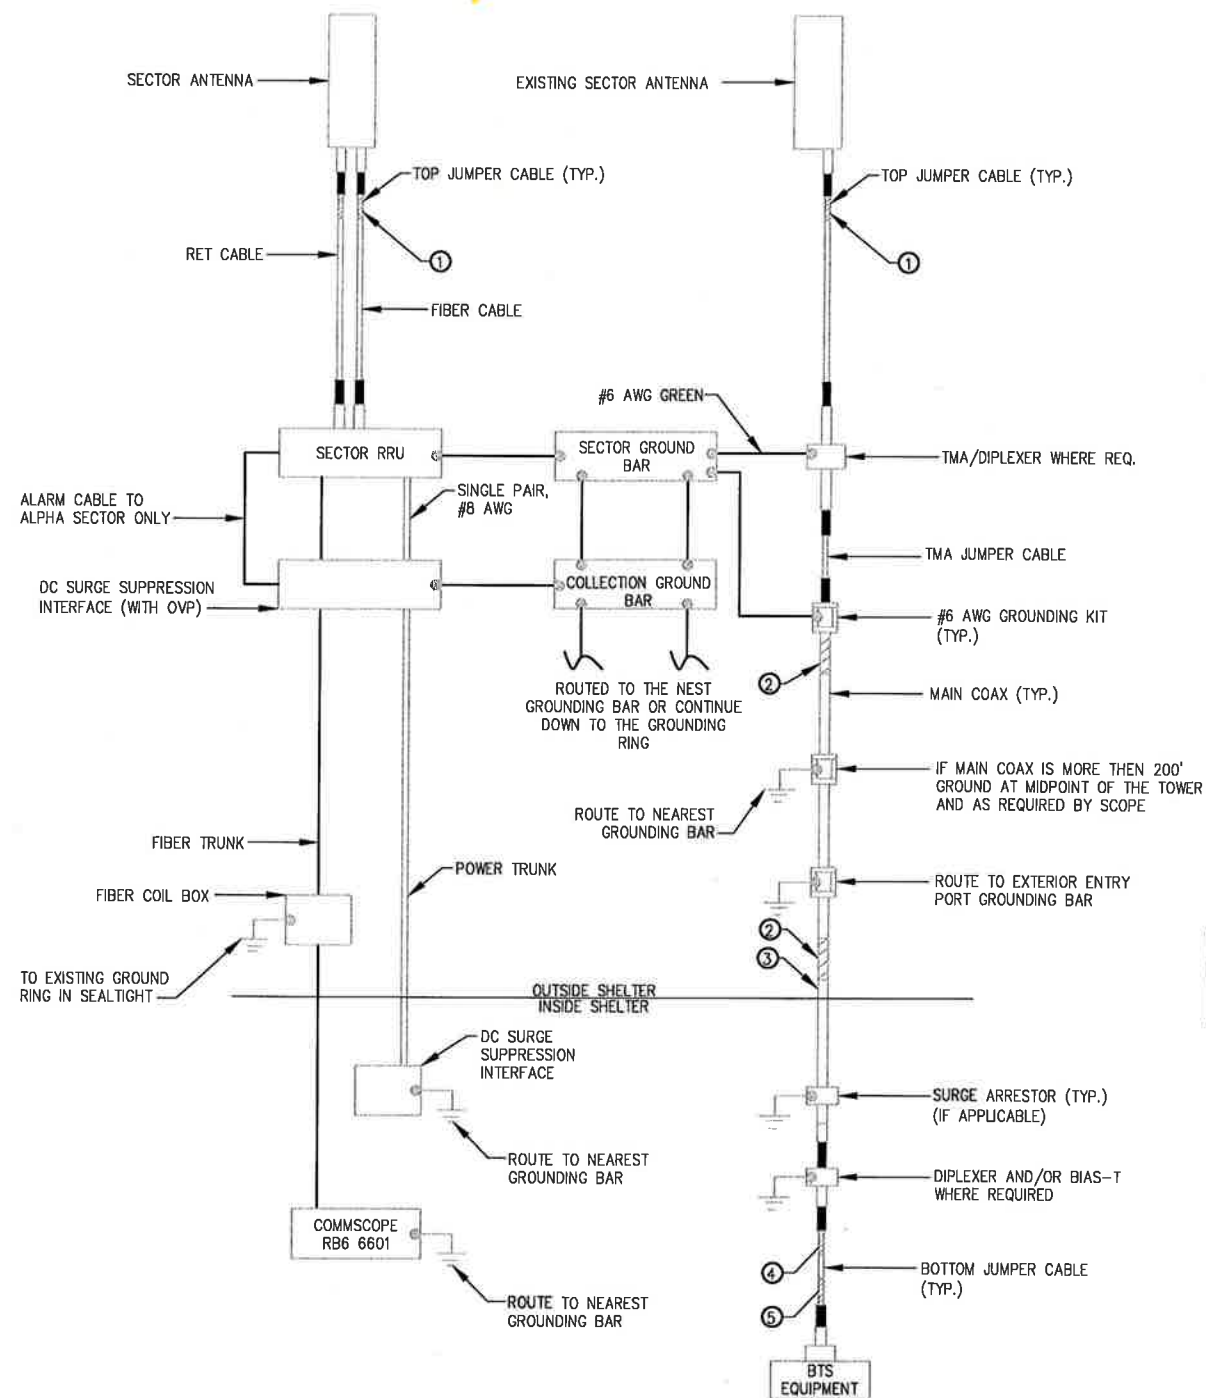 SECTOR ANTENNA
EXISTING SECTOR ANTENNA
TOP JUMPER CABLE (TYP.)
TOP JUMPER CABLE (TYP.)
RET CABLE
1
1
FIBER CABLE
#6 AWG GREEN
SECTOR RRU
SECTOR GROUND
BAR
TMA/DIPLEXER WHERE REQ.
ALARM CABLE TO
ALPHA SECTOR ONLY
SINGLE PAIR,
#8 AWG
TMA JUMPER CABLE
DC SURGE SUPPRESSION
INTERFACE (WITH OVP)
COLLECTION GROUND
BAR
#6 AWG GROUNDING KIT
(TYP.)
2
ROUTED TO THE NEST
GROUNDING BAR OR CONTINUE
DOWN TO THE GROUNDING
RING
MAIN COAX (TYP.)
IF MAIN COAX IS MORE THEN 200'
GROUND AT MIDPOINT OF THE TOWER
AND AS REQUIRED BY SCOPE
ROUTE TO NEAREST
GROUNDING BAR
FIBER TRUNK
POWER TRUNK
FIBER COIL BOX
ROUTE TO EXTERIOR ENTRY
PORT GROUNDING BAR
2
3
TO EXISTING GROUND
RING IN SEALTIGHT
OUTSIDE SHELTER
INSIDE SHELTER
DC SURGE
SUPPRESSION
INTERFACE
SURGE ARRESTOR (TYP.)
(IF APPLICABLE)
ROUTE TO NEAREST
GROUNDING BAR
DIPLEXER AND/OR BIAS-T
WHERE REQUIRED
COMMSCOPE
RB6 6601
4
BOTTOM JUMPER CABLE
(TYP.)
5
ROUTE TO NEAREST
GROUNDING BAR
BTS
EQUIPMENT